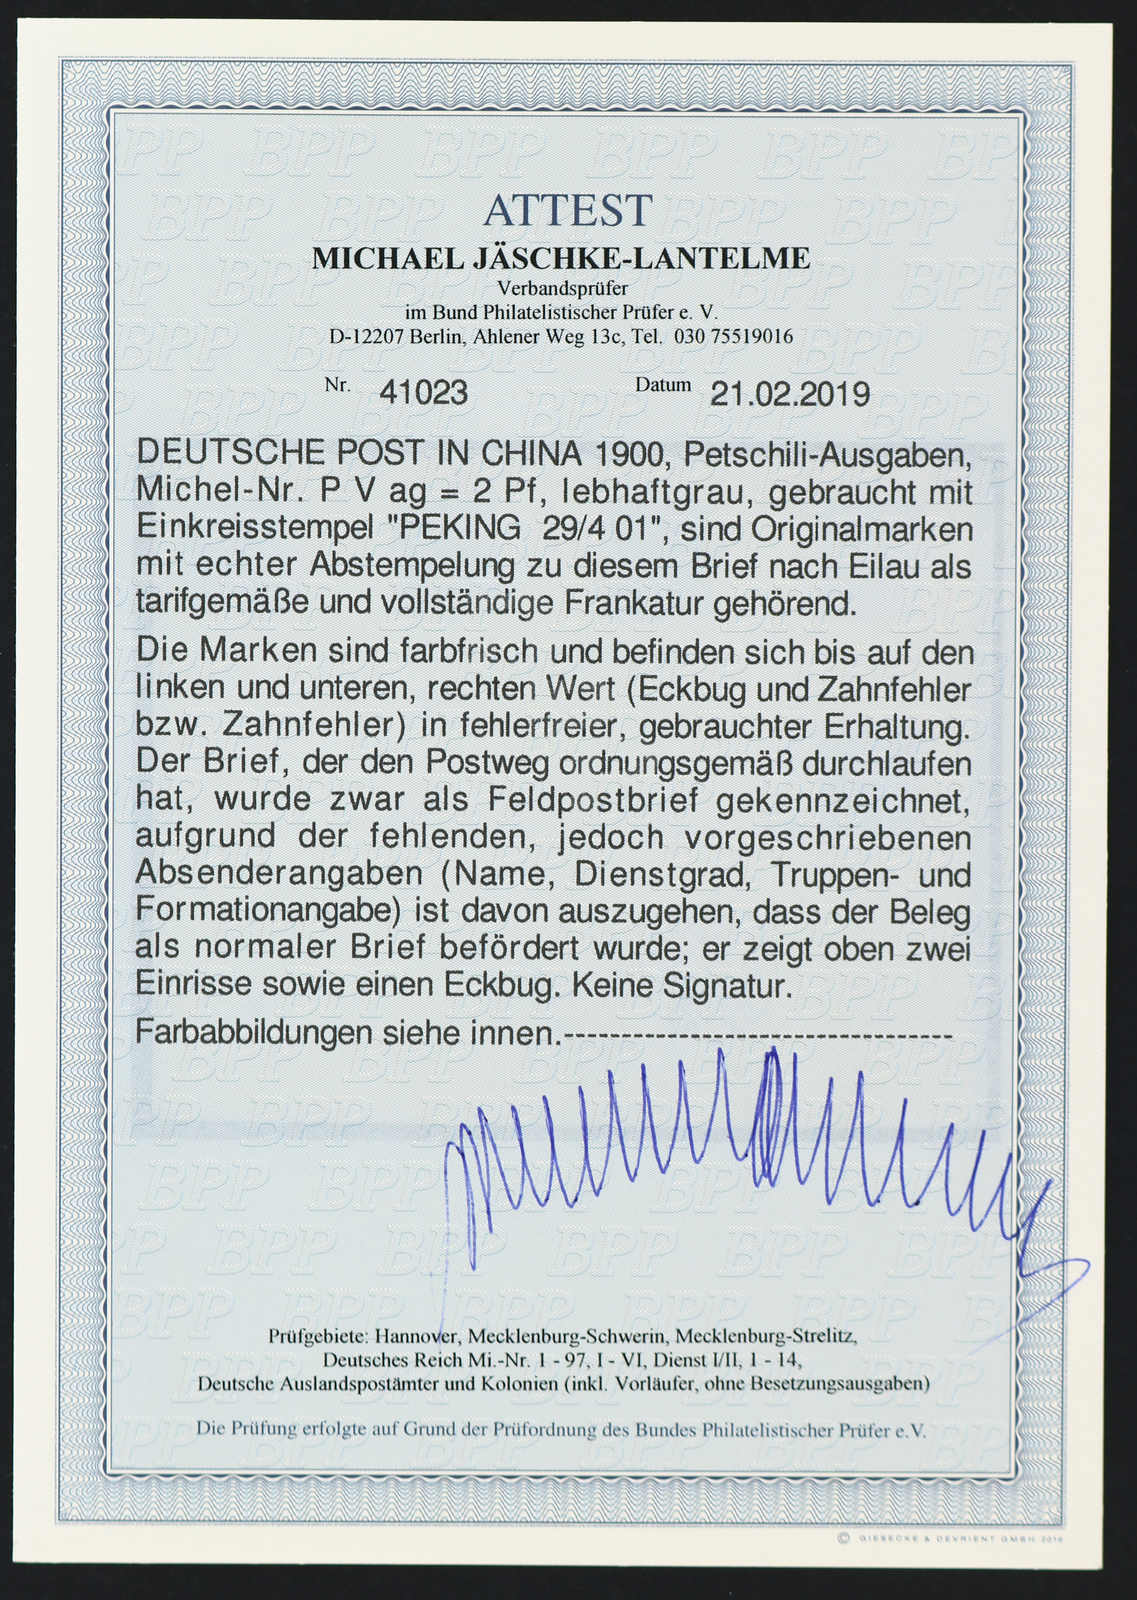 ATTEST
MICHAEL JÄSCHKE-LANTELME
Verbandsprüfer
im Bund Philatelistischer Prüfer e. V.
D-12207 Berlin, Ahlener Weg 13c, Tel. 030 75519016
Nr. 41023 Datum 21.02.2019
DEUTSCHE POST IN CHINA 1900, Petschili-Ausgaben,
Michel-Nr. P V ag = 2 Pf, lebhaftgrau, gebraucht mit
Einkreisstempel "PEKING 29/4 01", sind Originalmarken
mit echter Abstempelung zu diesem Brief nach Eilau als
tarifgemäße und vollständige Frankatur gehörend.
Die Marken sind farbfrisch und befinden sich bis auf den
linken und unteren, rechten Wert (Eckbug und Zahnfehler
bzw. Zahnfehler) in fehlerfreier, gebrauchter Erhaltung.
Der Brief, der den Postweg ordnungsgemäß durchlaufen
hat, wurde zwar als Feldpostbrief gekennzeichnet,
aufgrund der fehlenden, jedoch vorgeschriebenen
Absenderangaben (Name, Dienstgrad, Truppen- und
Formationangabe) ist davon auszugehen, dass der Beleg
als normaler Brief befördert wurde; er zeigt oben zwei
Einrisse sowie einen Eckbug. Keine Signatur.
Farbabbildungen siehe innen.----------------------------------
Prüfgebiete: Hannover, Mecklenburg-Schwerin, Mecklenburg-Strelitz,
Deutsches Reich Mi.-Nr. 1 - 97, I - VI, Dienst I/II, 1 - 14,
Deutsche Auslandspostämter und Kolonien (inkl. Vorläufer, ohne Besetzungsausgaben)
Die Prüfung erfolgte auf Grund der Prüfordnung des Bundes Philatelistischer Prüfer e.V.
© GIESECKE & DEVRIENT GMBH 2016